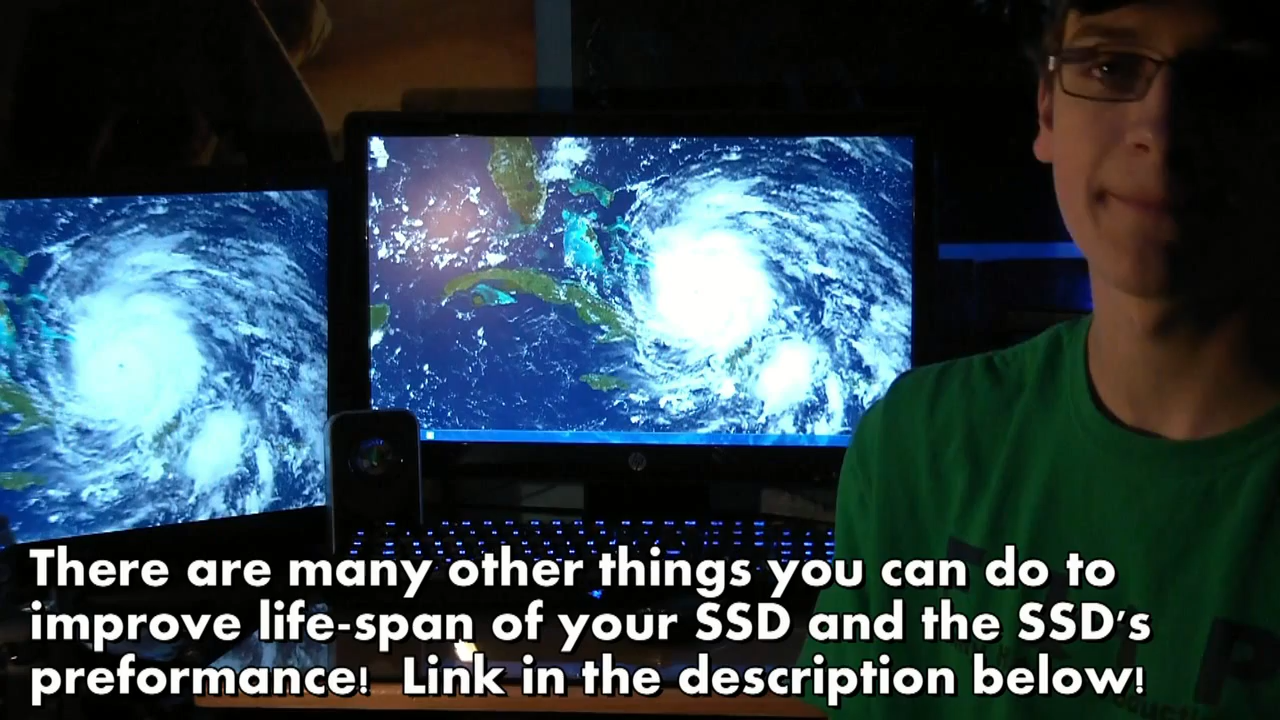 There are many other things you can do to
improve life-span of your SSD and the SSD's
preformance!  Link in the description below!
hp